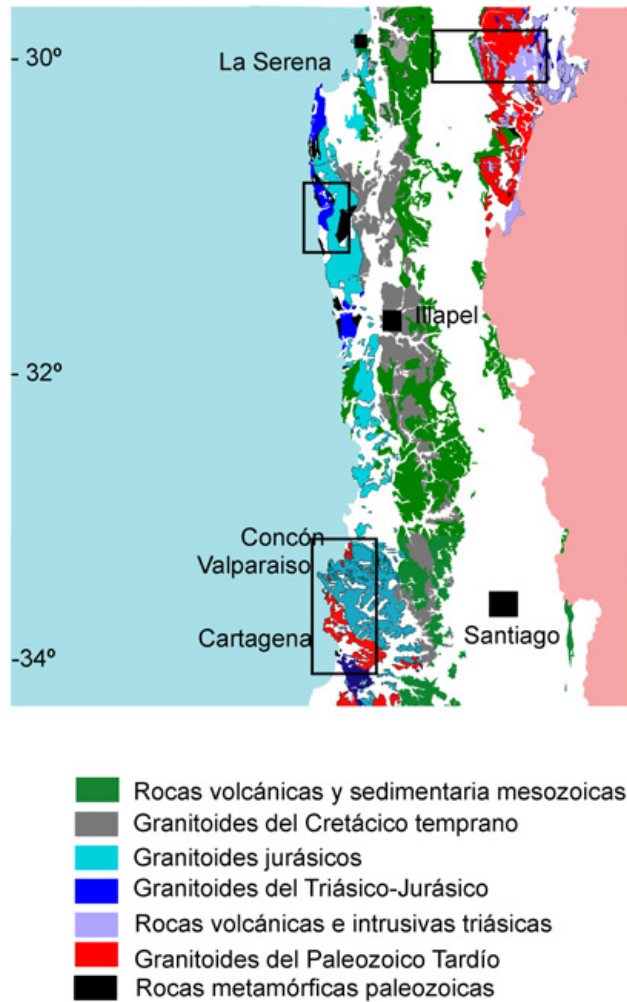 - 30º
La Serena
Illapel
- 32º
Concón
Valparaiso
Cartagena
Santiago
-34º
Rocas volcánicas y sedimentaria mesozoicas
Granitoides del Cretácico temprano
Granitoides jurásicos
Granitoides del Triásico-Jurásico
Rocas volcánicas e intrusivas triásicas
Granitoides del Paleozoico Tardío
Rocas metamórficas paleozoicas